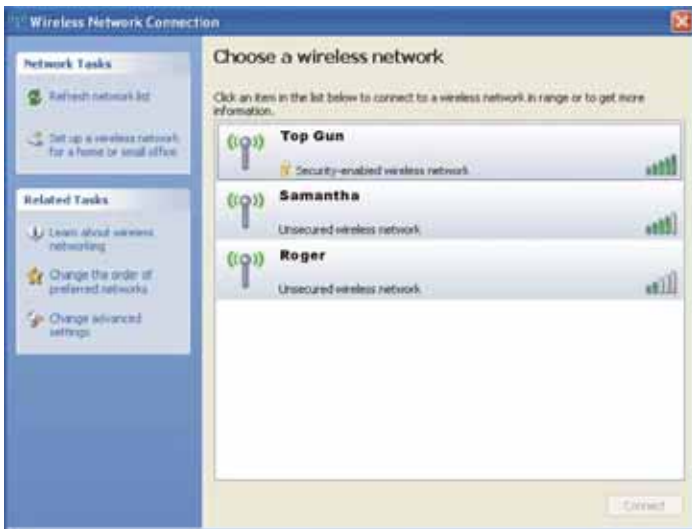 Wireless Network Connection
Network Tasks
Refresh network list
Set up a wireless network
for a home or small office
Related Tasks
Learn about wireless
networking
Change the order of
preferred networks
Change advanced
settings
Choose a wireless network
Click an item in the list below to connect to a wireless network in range or to get more
information.
Top Gun
Security-enabled wireless network
Samantha
Unsecured wireless network
Roger
Unsecured wireless network
Connect